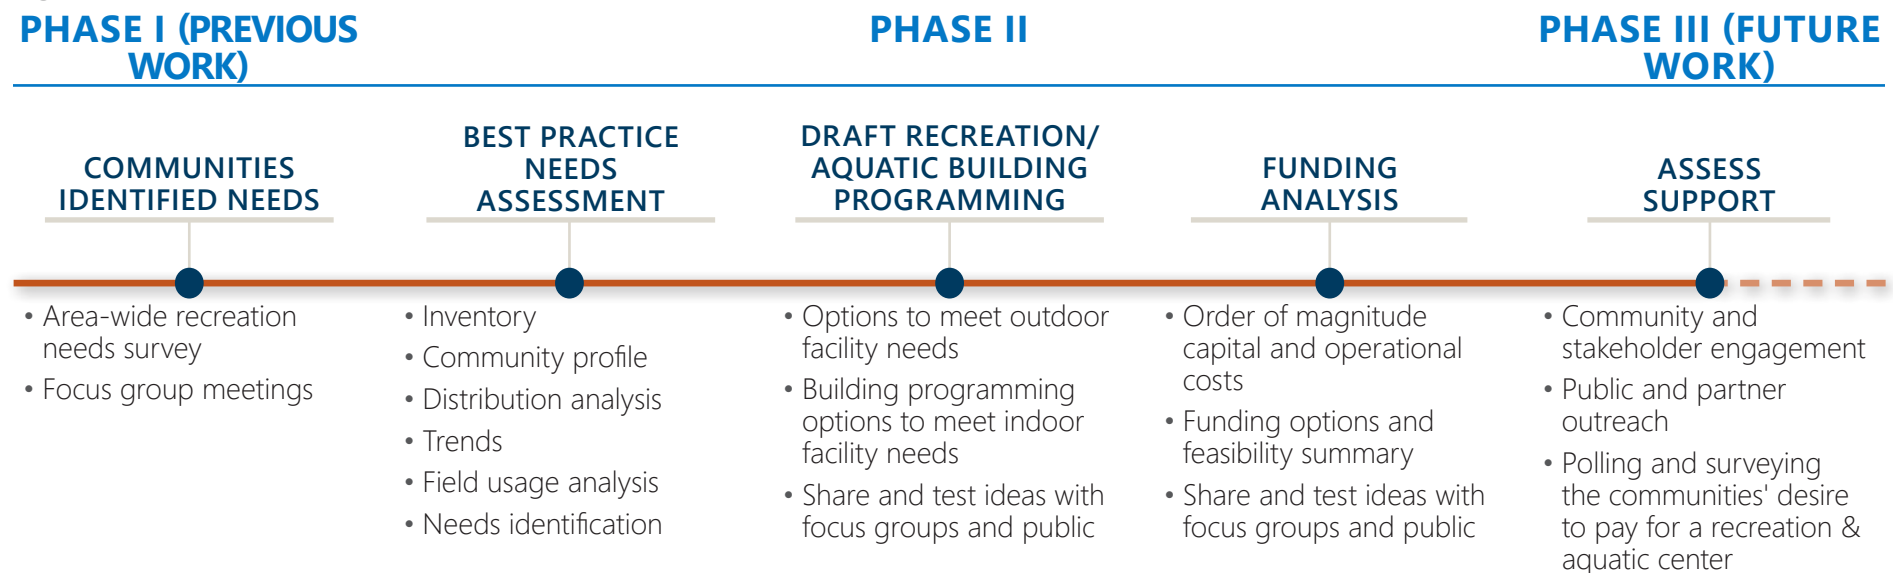 PHASE I (PREVIOUS
WORK)
PHASE II
PHASE III (FUTURE
WORK)
COMMUNITIES
IDENTIFIED NEEDS
• Area-wide recreation
needs survey
• Focus group meetings
BEST PRACTICE
NEEDS
ASSESSMENT
• Inventory
• Community profile
• Distribution analysis
• Trends
• Field usage analysis
• Needs identification
DRAFT RECREATION/
AQUATIC BUILDING
PROGRAMMING
• Options to meet outdoor
facility needs
• Building programming
options to meet indoor
facility needs
• Share and test ideas with
focus groups and public
FUNDING
ANALYSIS
• Order of magnitude
capital and operational
costs
• Funding options and
feasibility summary
• Share and test ideas with
focus groups and public
ASSESS
SUPPORT
• Community and
stakeholder engagement
• Public and partner
outreach
• Polling and surveying
the communities' desire
to pay for a recreation &
aquatic center